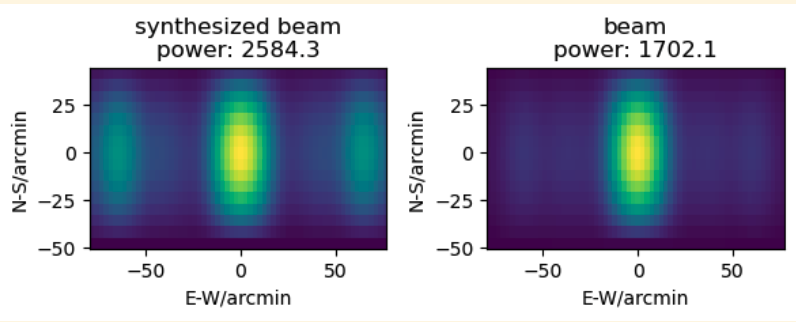 synthesized beam
power: 2584.3
beam
power: 1702.1
N-S/arcmin
25
0
−25
−50
−50
0
50
E-W/arcmin
N-S/arcmin
25
0
−25
−50
−50
0
50
E-W/arcmin